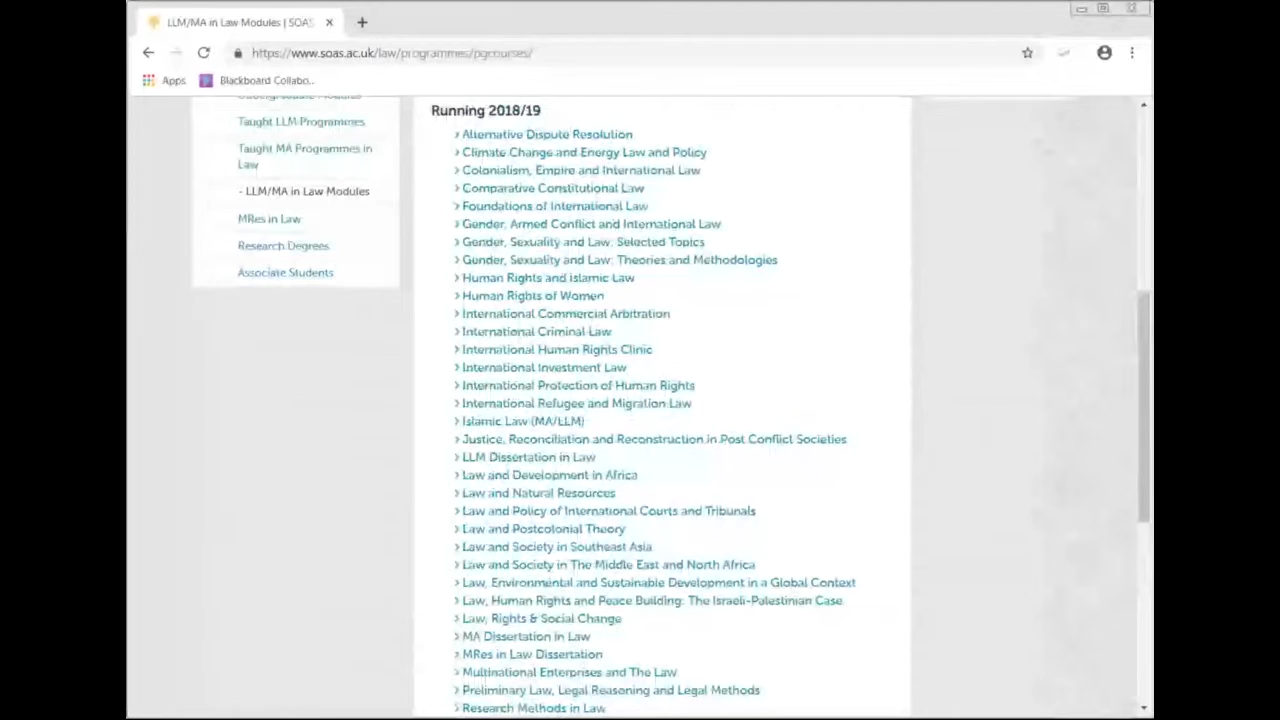 LLM/MA in Law Modules | SOAS
https://www.soas.ac.uk/law/programmes/pgcourses/
Apps
Blackboard Collabo..
Undergraduate Modules
Taught LLM Programmes
Taught MA Programmes in
Law
- LLM/MA in Law Modules
MRes in Law
Research Degrees
Associate Students
Running 2018/19
Alternative Dispute Resolution
Climate Change and Energy Law and Policy
Colonialism, Empire and International Law
Comparative Constitutional Law
Foundations of International Law
Gender, Armed Conflict and International Law
Gender, Sexuality and Law: Selected Topics
Gender, Sexuality and Law: Theories and Methodologies
Human Rights and Islamic Law
Human Rights of Women
International Commercial Arbitration
International Criminal Law
International Human Rights Clinic
International Investment Law
International Protection of Human Rights
International Refugee and Migration Law
Islamic Law (MA/LLM)
Justice, Reconciliation and Reconstruction in Post Conflict Societies
LLM Dissertation in Law
Law and Development in Africa
Law and Natural Resources
Law and Policy of International Courts and Tribunals
Law and Postcolonial Theory
Law and Society in Southeast Asia
Law and Society in The Middle East and North Africa
Law, Environmental and Sustainable Development in a Global Context
Law, Human Rights and Peace Building: The Israeli-Palestinian Case
Law, Rights & Social Change
MA Dissertation in Law
MRes in Law Dissertation
Multinational Enterprises and The Law
Preliminary Law, Legal Reasoning and Legal Methods
Research Methods in Law